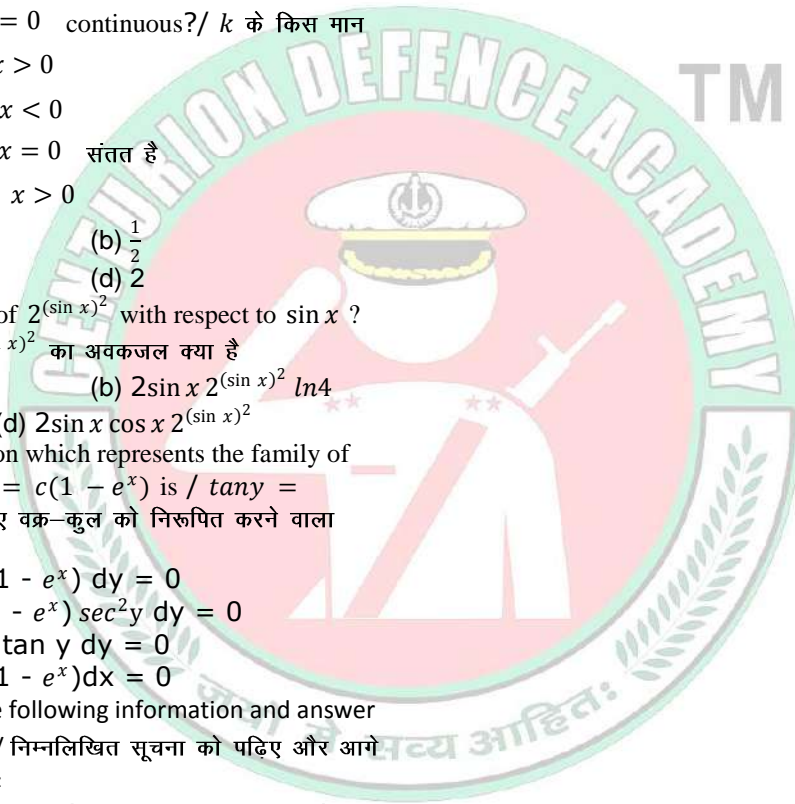 = 0 continuous?/ k के किस मान
x > 0
x < 0
x = 0 संतत है
x > 0
(b) 1/2
(d) 2
of 2^(sin x)^2 with respect to sin x ?
x)^2 का अवकजल क्या है
(b) 2sin x 2^(sin x)^2 ln4
(d) 2sin x cos x 2^(sin x)^2
on which represents the family of
= c(1 − e^x) is / tany =
ए वक्र–कुल को निरूपित करने वाला
1 - e^x) dy = 0
- e^x) sec^2y dy = 0
tan y dy = 0
1 - e^x)dx = 0
e following information and answer
/ निम्नलिखित सूचना को पढ़िए और आगे
:
CENTURION DEFENCE ACADEMY
TM